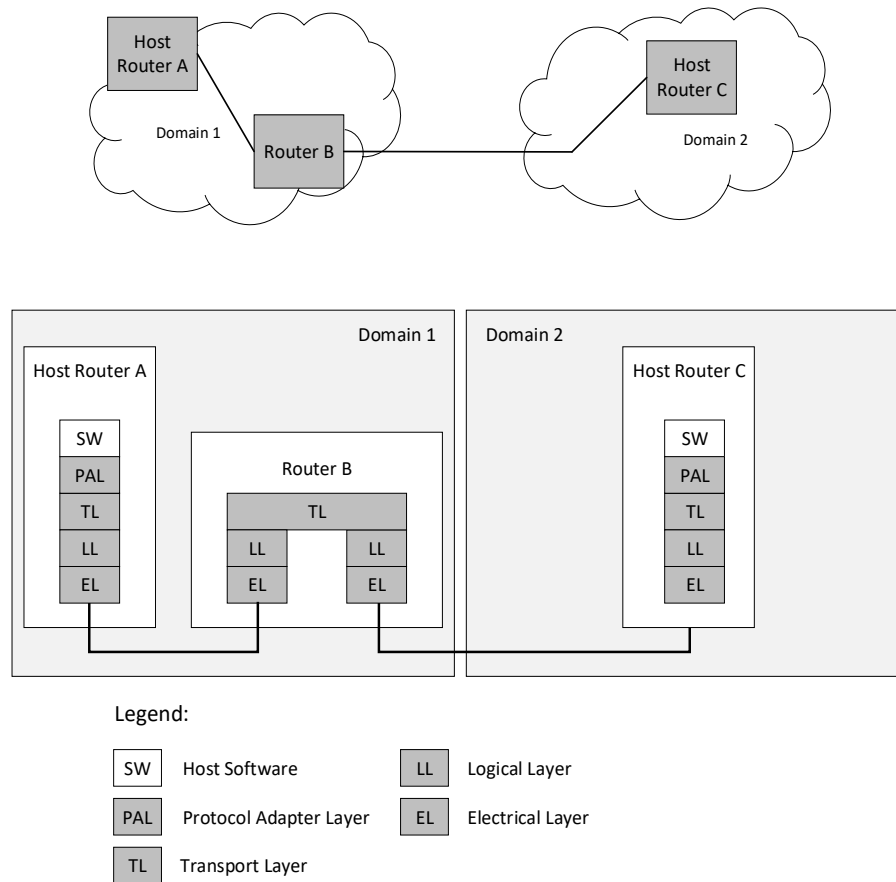 Host
Router A
Host
Router C
Domain 1
Router B
Domain 2
Domain 1
Domain 2
Host Router A
Host Router C
SW
PAL
TL
LL
EL
Router B
TL
LL
LL
EL
EL
SW
PAL
TL
LL
EL
Legend:
SW Host Software
LL Logical Layer
PAL Protocol Adapter Layer
EL Electrical Layer
TL Transport Layer